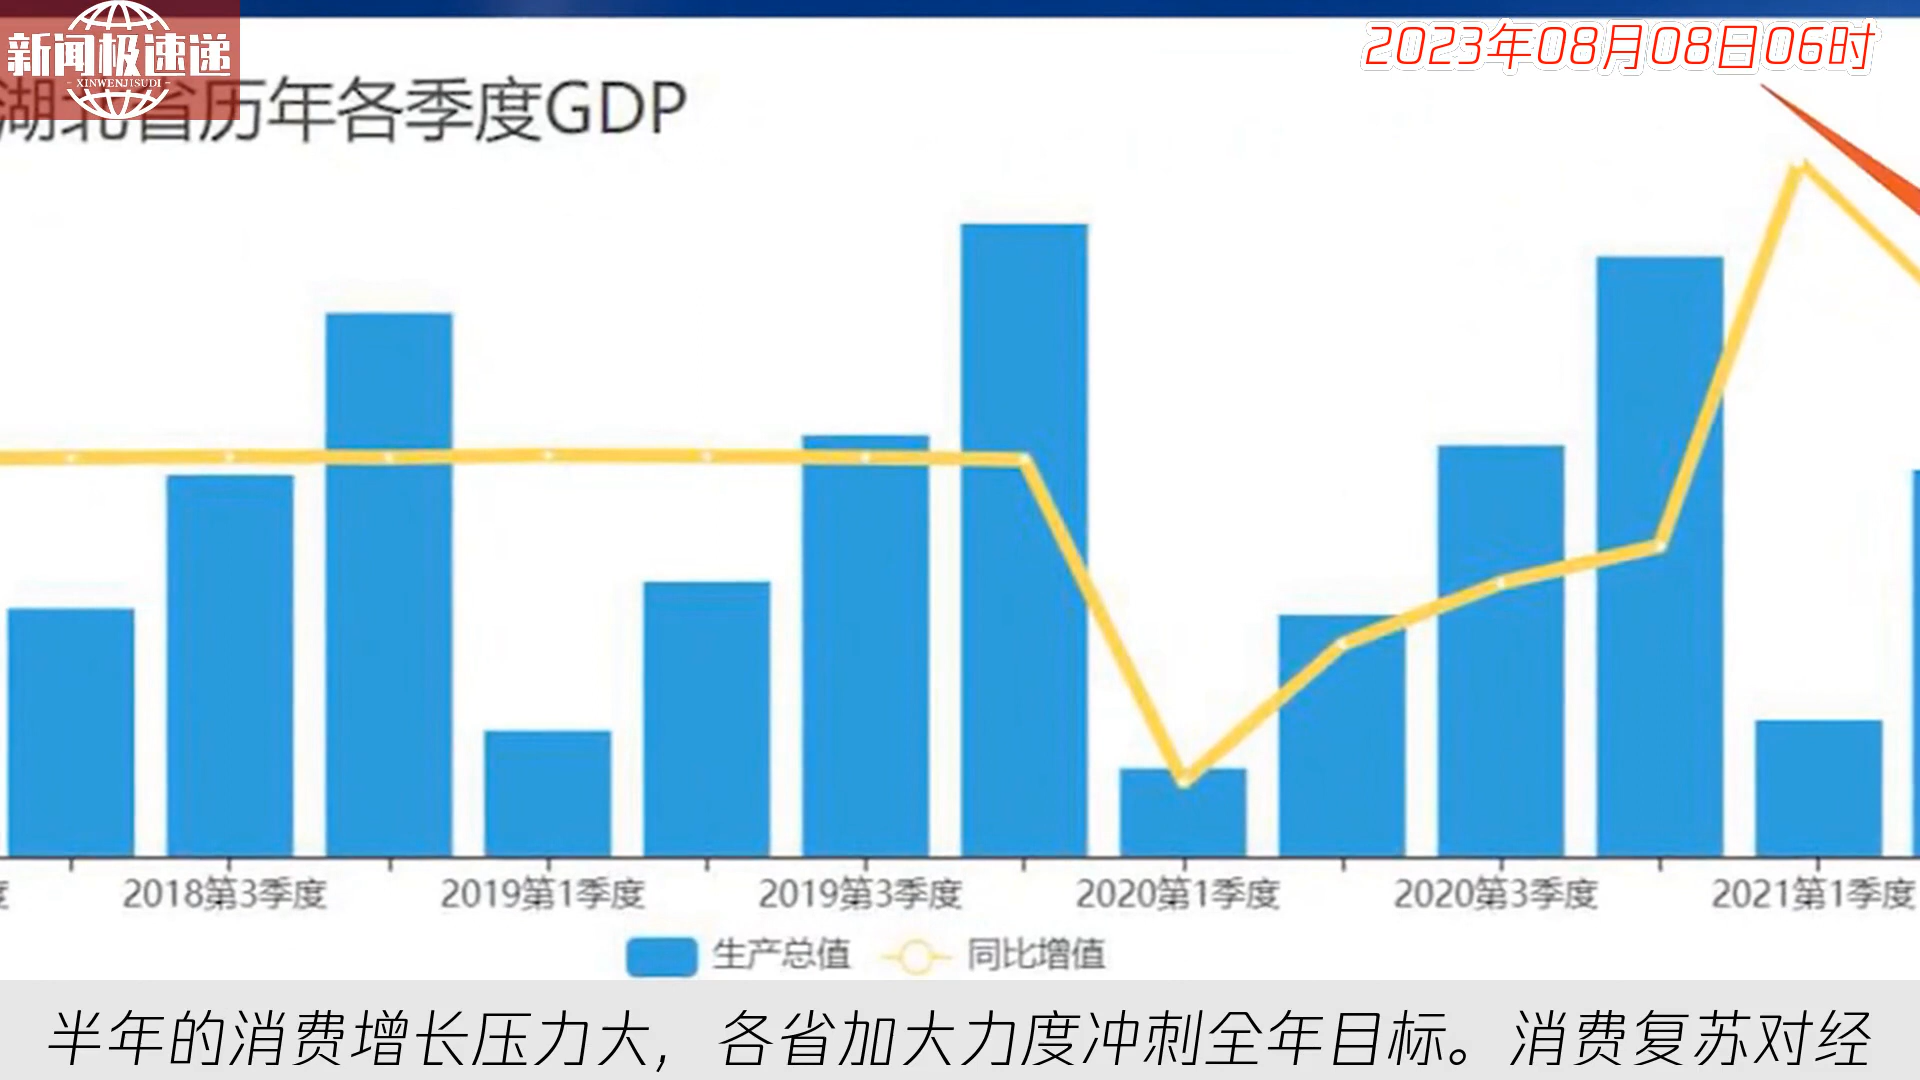 新闻极速递
XINWENJISUDI
2023年08月08日06时
湖北省历年各季度GDP
度 2018第3季度 2019第1季度 2019第3季度 2020第1季度 2020第3季度 2021第1季度
生产总值 同比增值
半年的消费增长压力大，各省加大力度冲刺全年目标。消费复苏对经